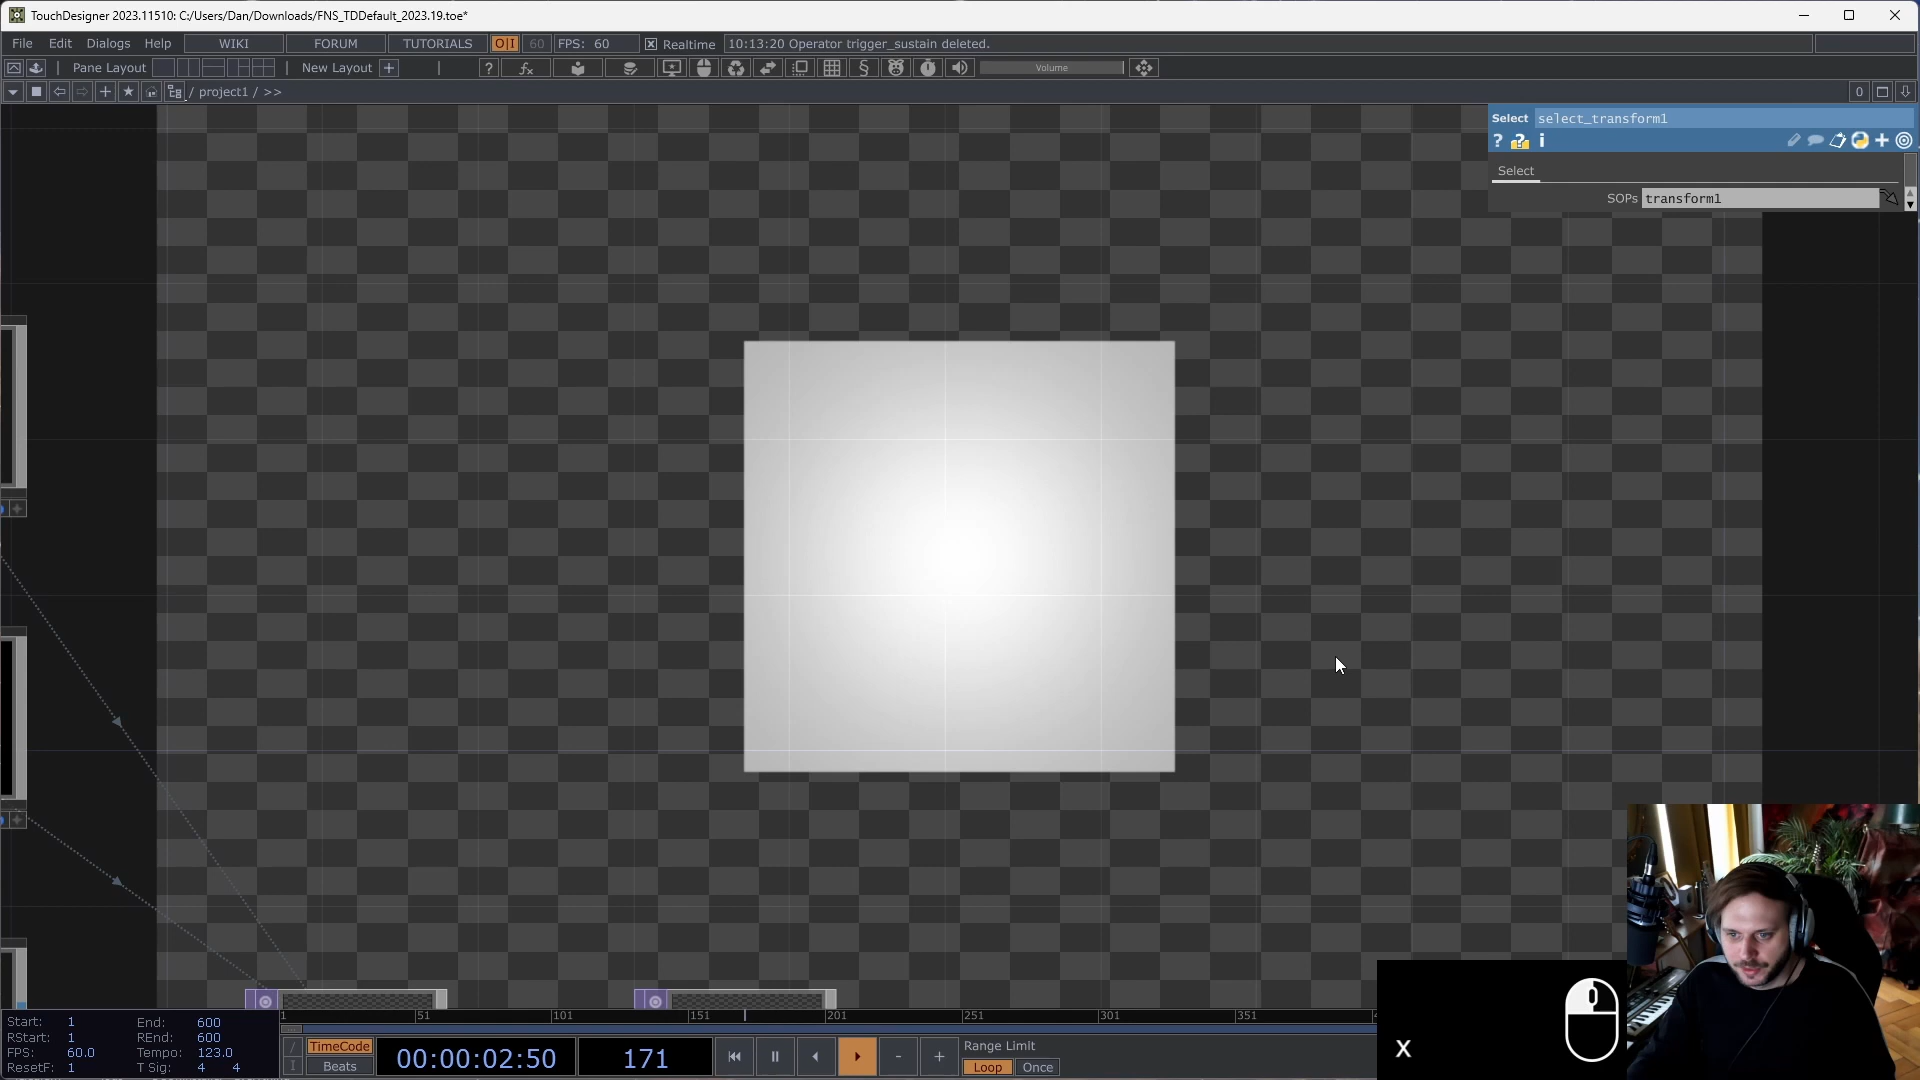 TouchDesigner 2023.11510: C:/Users/Dan/Downloads/FNS_TDDefault_2023.19.toe*
File Edit Dialogs Help WIKI FORUM TUTORIALS O|I 60 FPS: 60 Realtime 10:13:20 Operator trigger_sustain deleted.
Pane Layout New Layout + ? fx Volume
/ project1 / >> 0
Select select_transform1
? ? i
Select
SOPs transform1
1 51 101 151 201 251 301 351
Start: 1 End: 600
RStart: 1 REnd: 600
FPS: 60.0 Tempo: 123.0
ResetF: 1 T Sig: 4 4
TimeCode
Beats
00:00:02:50 171
- +
Range Limit
Loop Once
x